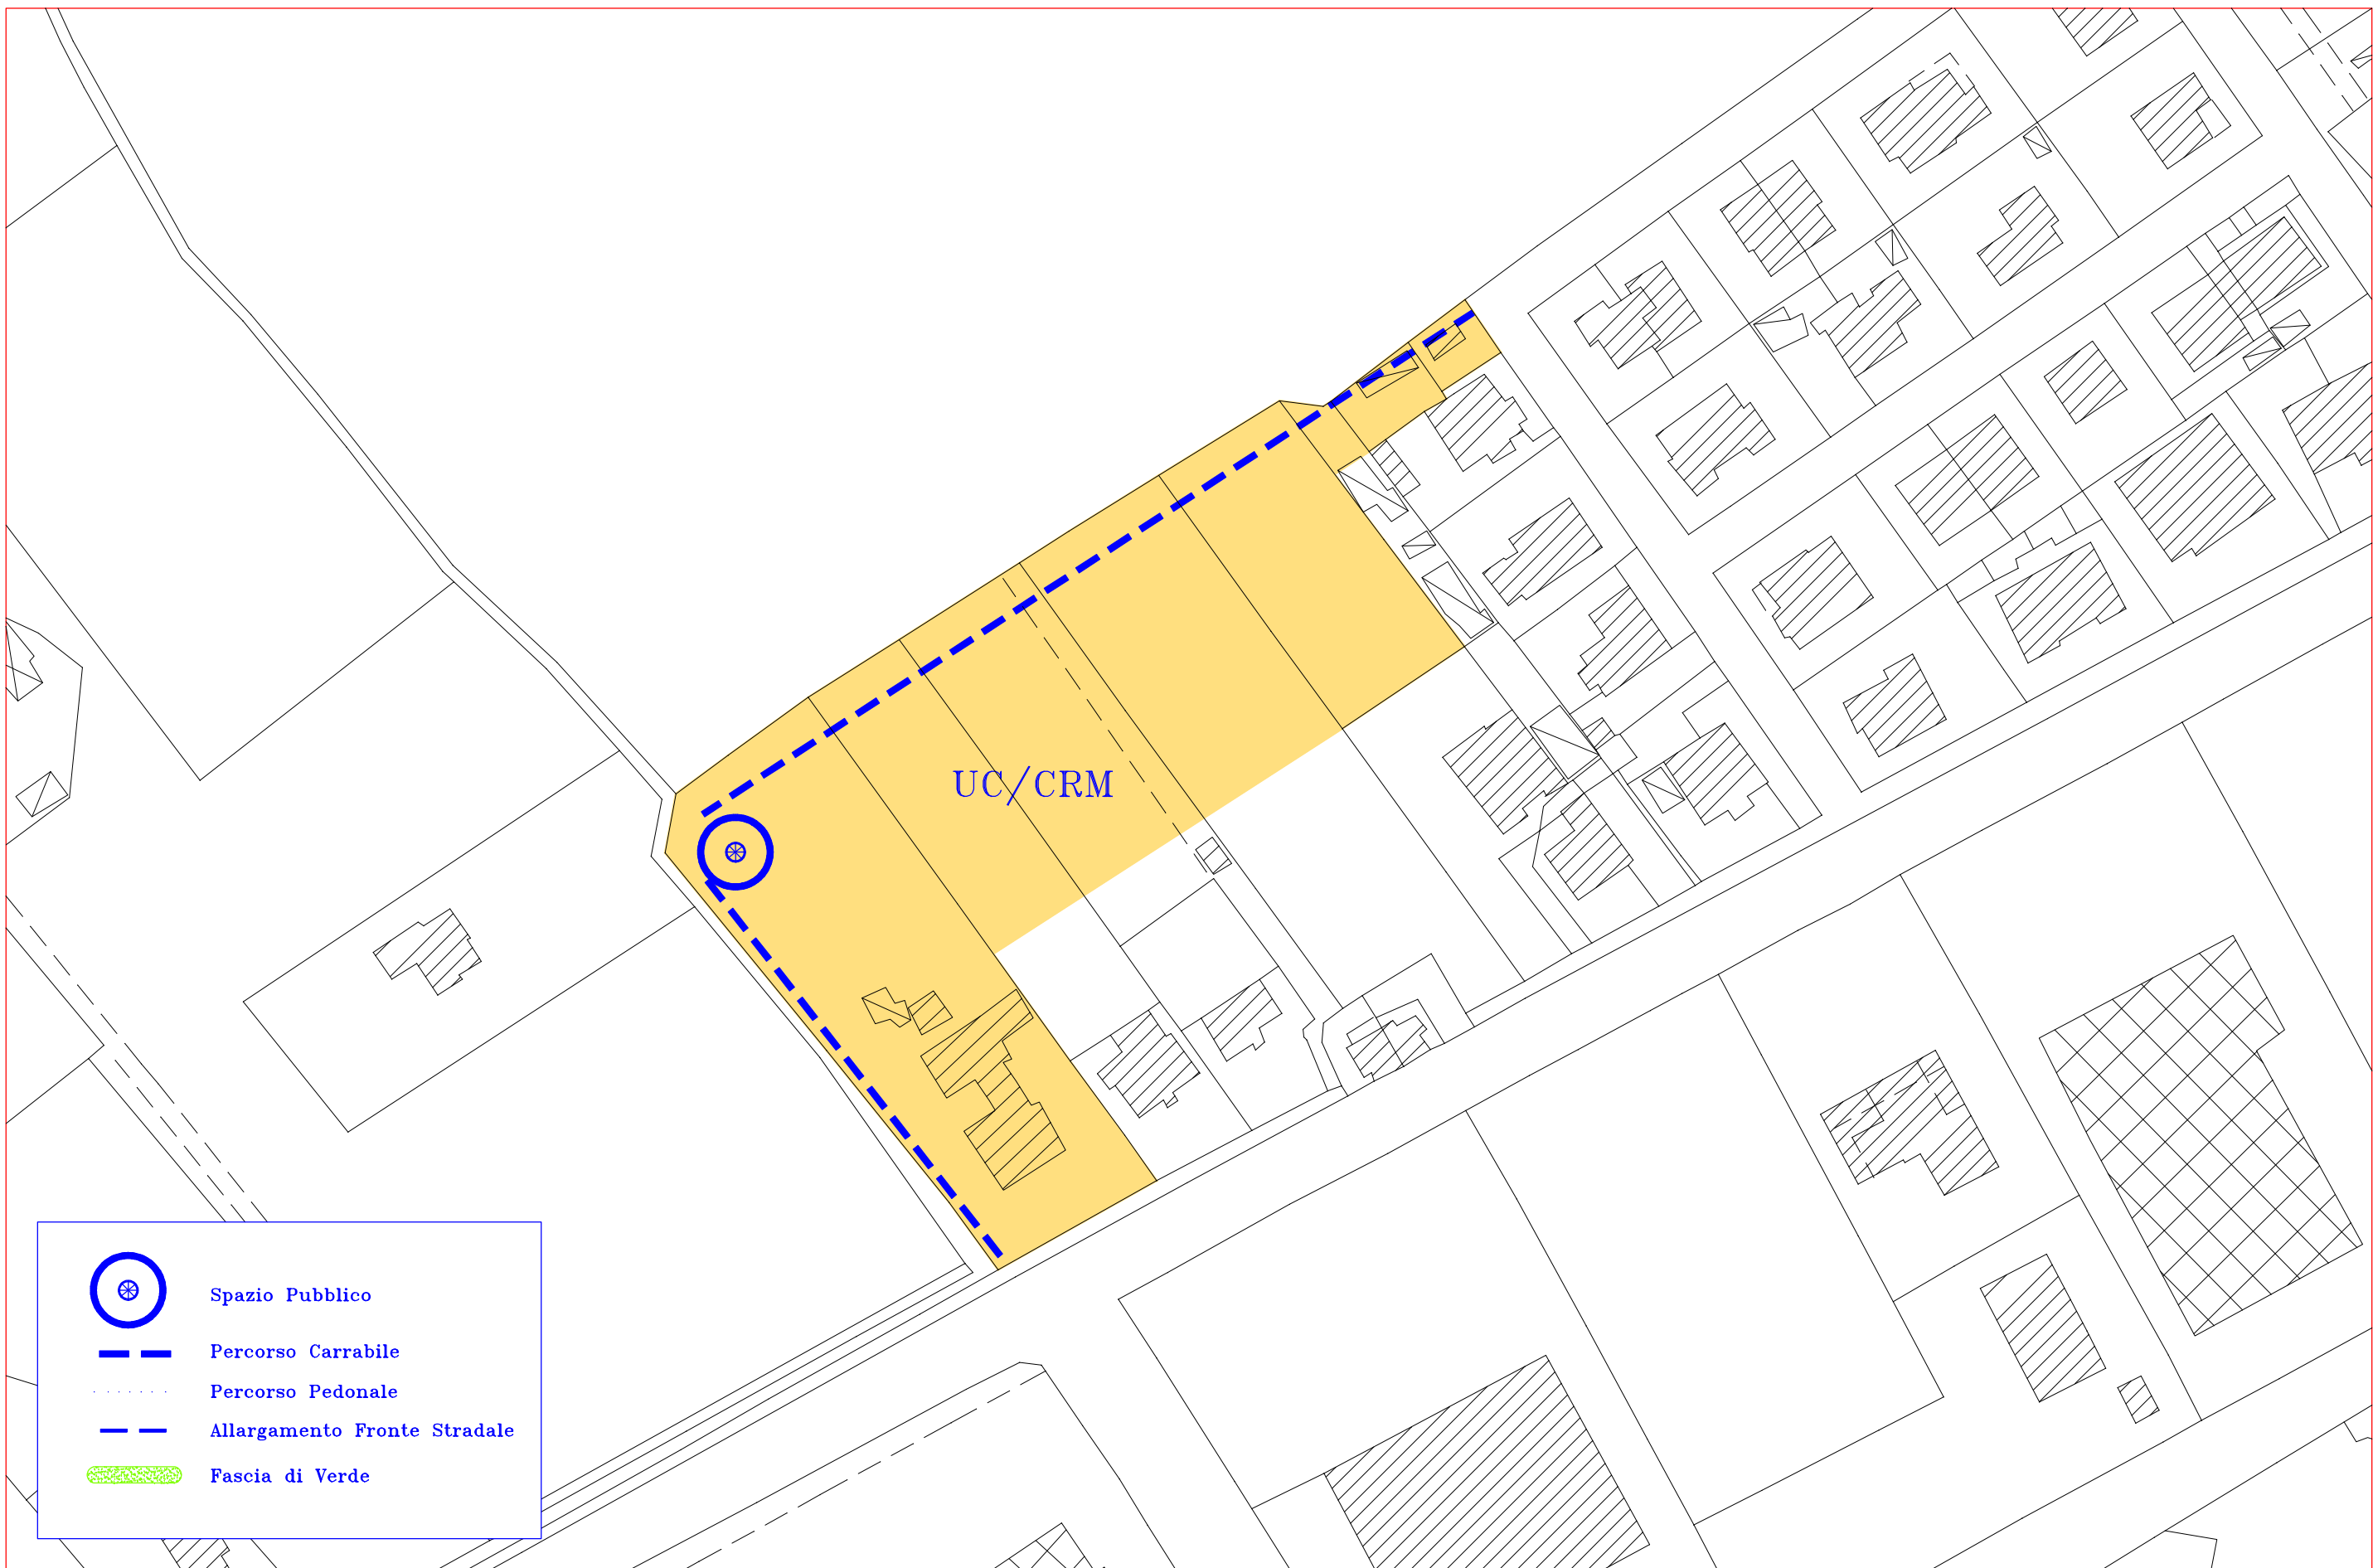 UC/CRM
Spazio Pubblico
Percorso Carrabile
Percorso Pedonale
Allargamento Fronte Stradale
Fascia di Verde